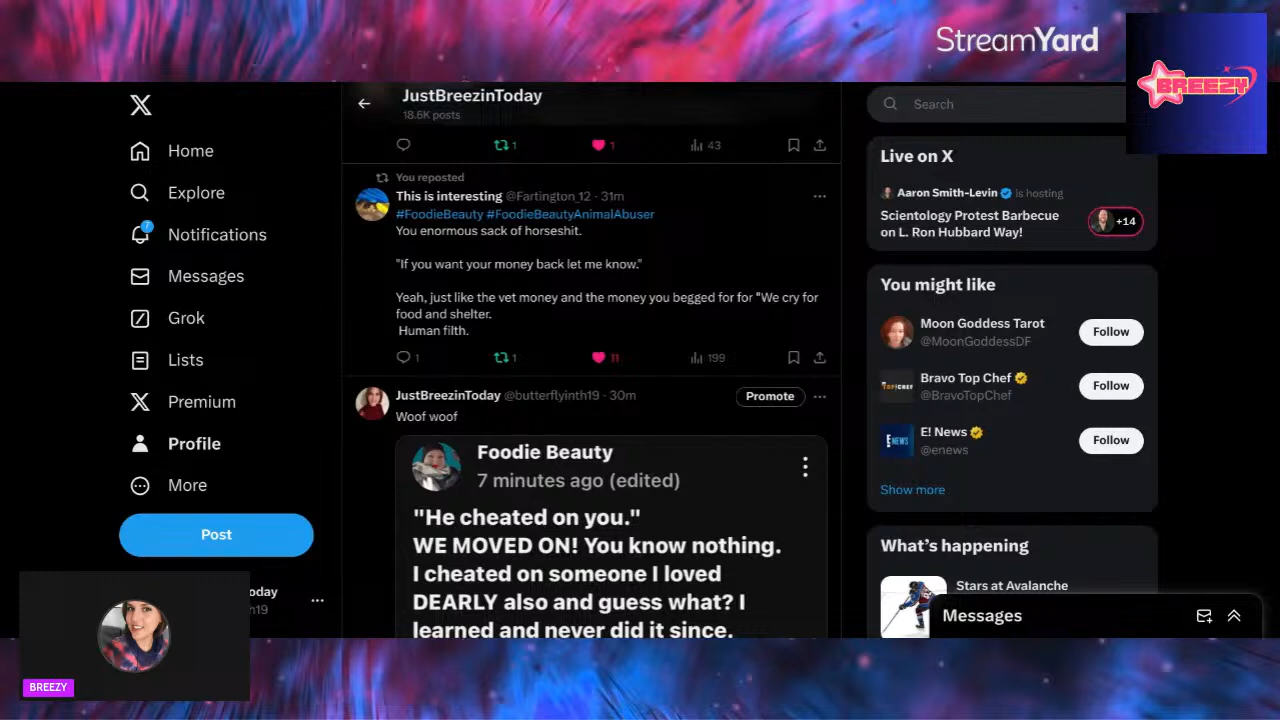 StreamYard
BREEZY
Home
Explore
7
Notifications
Messages
Grok
Lists
Premium
Profile
More
Post
oday
h19
BREEZY
JustBreezinToday
18.6K posts
1
1
43
You reposted
This is interesting @Fartington_12 · 31m
#FoodieBeauty #FoodieBeautyAnimalAbuser
You enormous sack of horseshit.
"If you want your money back let me know."
Yeah, just like the vet money and the money you begged for for "We cry for
food and shelter.
Human filth.
1
1
11
199
JustBreezinToday @butterflyinth19 · 30m
Promote
Woof woof
Foodie Beauty
7 minutes ago (edited)
"He cheated on you."
WE MOVED ON! You know nothing.
I cheated on someone I loved
DEARLY also and guess what? I
learned and never did it since.
Search
Live on X
Aaron Smith-Levin is hosting
Scientology Protest Barbecue
on L. Ron Hubbard Way!
+14
You might like
Moon Goddess Tarot
@MoonGoddessDF
Follow
TOP CHEF
Bravo Top Chef
@BravoTopChef
Follow
E NEWS
E! News
@enews
Follow
Show more
What's happening
Stars at Avalanche
Messages